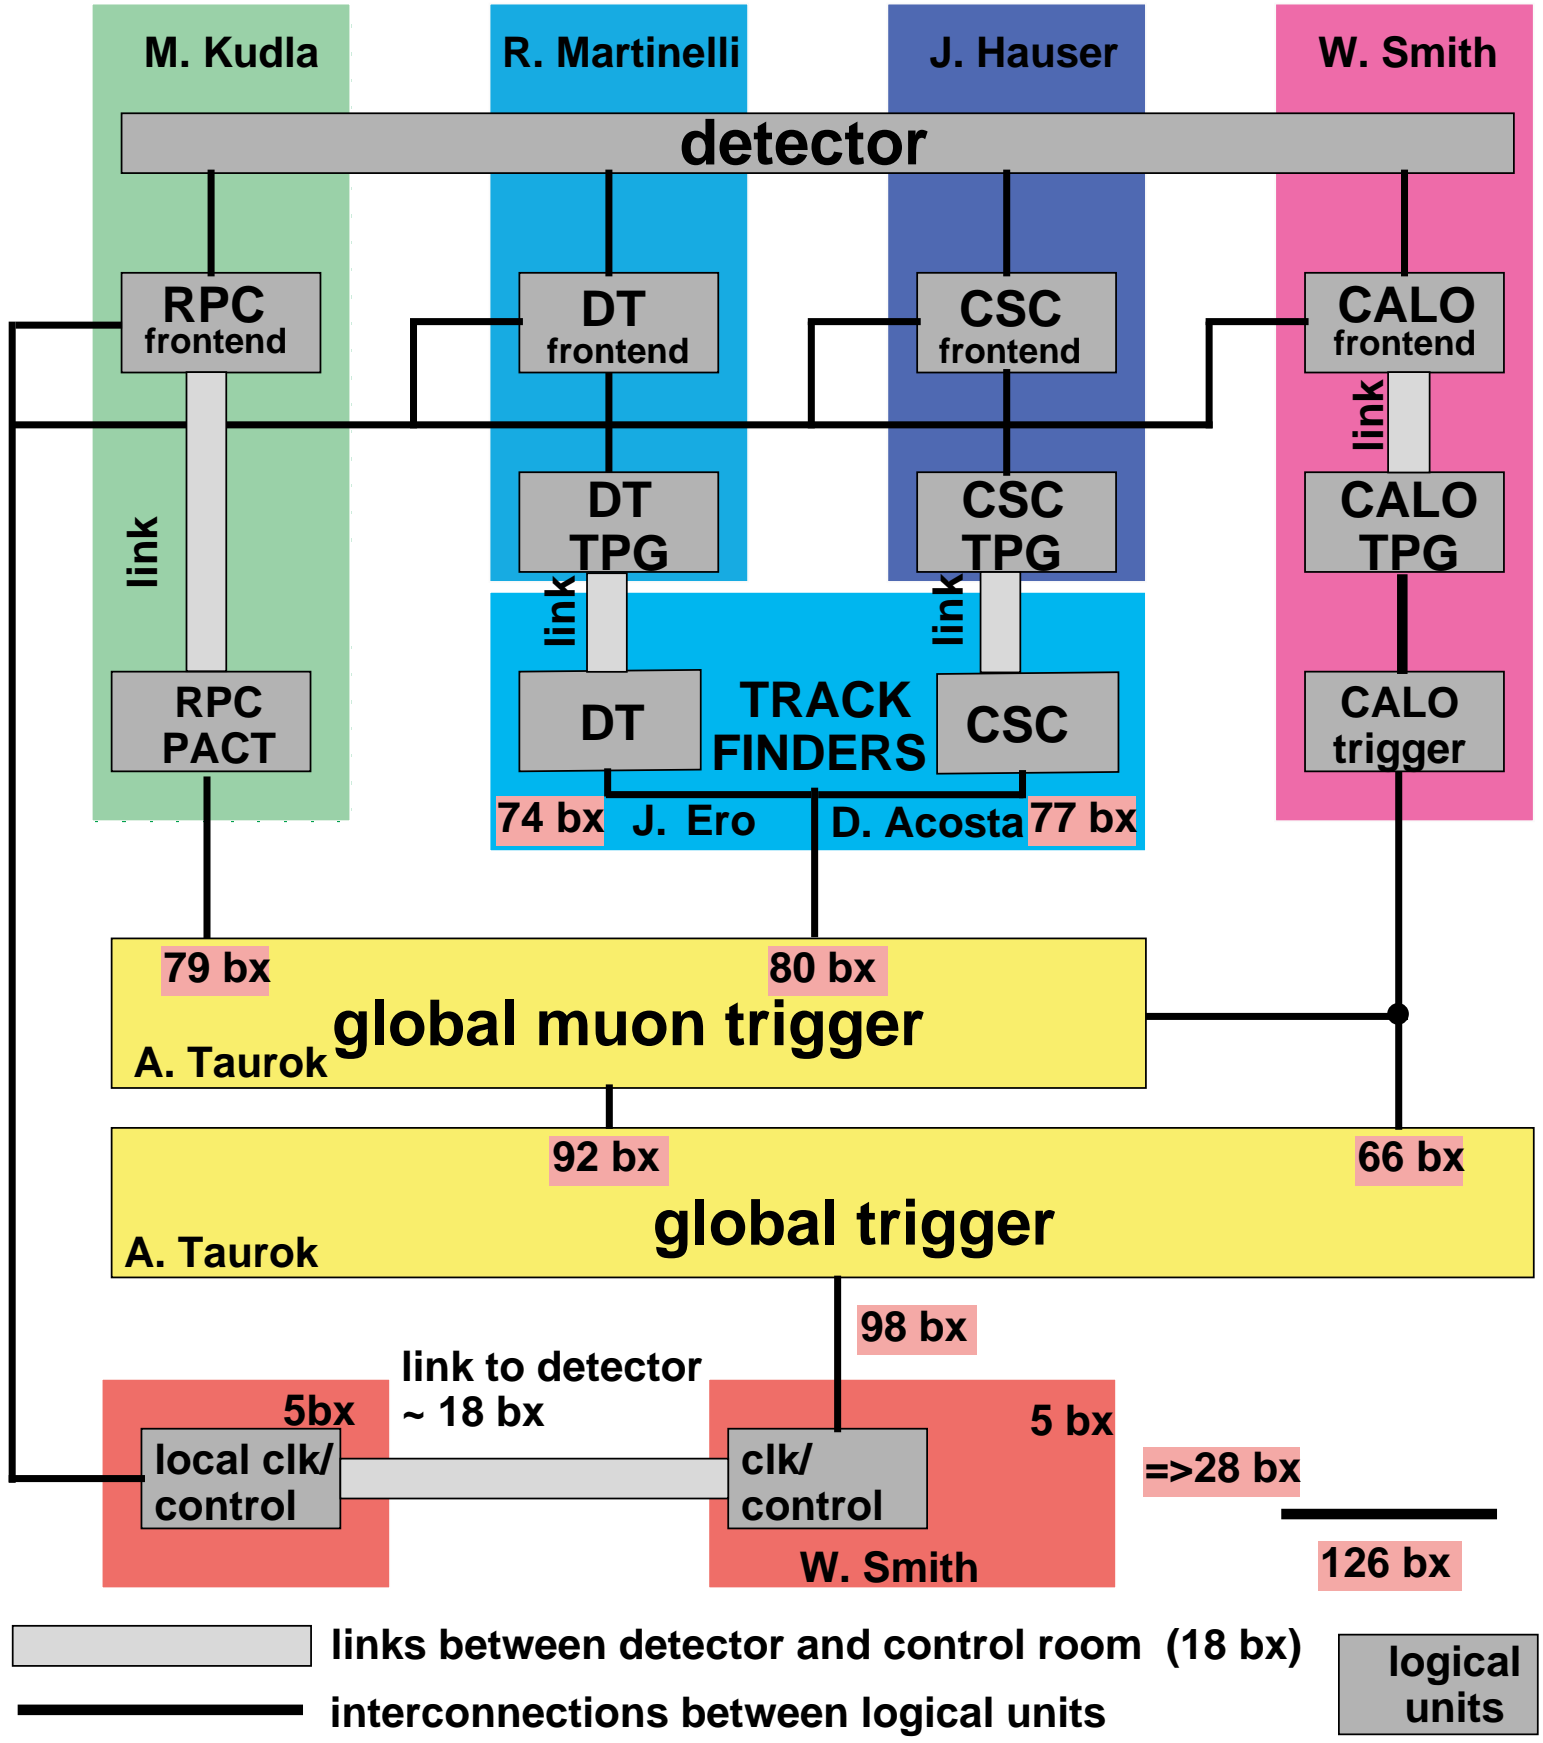 M. Kudla
R. Martinelli
J. Hauser
W. Smith
detector
RPC
frontend
DT
frontend
CSC
frontend
CALO
frontend
link
link
DT
TPG
CSC
TPG
CALO
TPG
link
link
RPC
PACT
DT
TRACK
FINDERS
CSC
CALO
trigger
74 bx
J. Ero
D. Acosta
77 bx
79 bx
80 bx
global muon trigger
A. Taurok
92 bx
66 bx
global trigger
A. Taurok
98 bx
link to detector
~ 18 bx
5bx
5 bx
local clk/
control
clk/
control
=>28 bx
W. Smith
126 bx
links between detector and control room (18 bx)
interconnections between logical units
logical
units